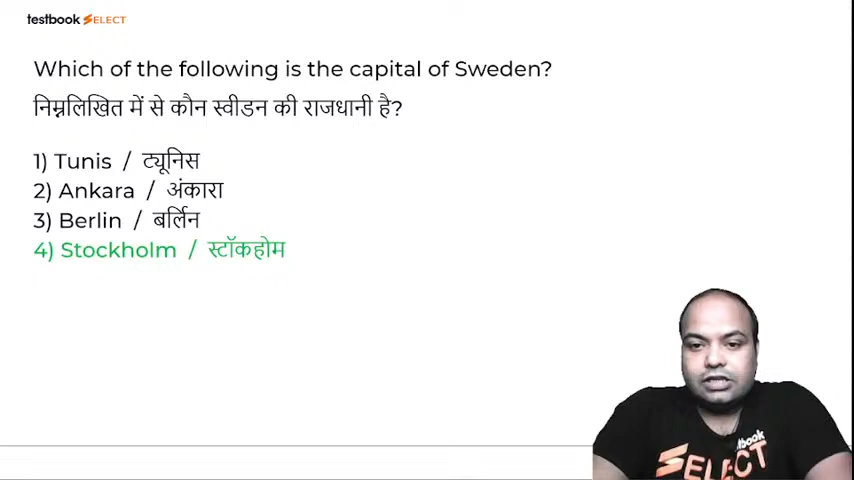 testbook SELECT
Which of the following is the capital of Sweden?
निम्नलिखित में से कौन स्वीडन की राजधानी है?
1) Tunis / ट्यूनिस
2) Ankara / अंकारा
3) Berlin / बर्लिन
4) Stockholm / स्टॉकहोम
SELECT